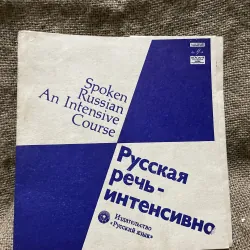 Spoken
Russian
An Intensive
Course
Русская
речь-
интенсивно
Издательство
«Русский язык»